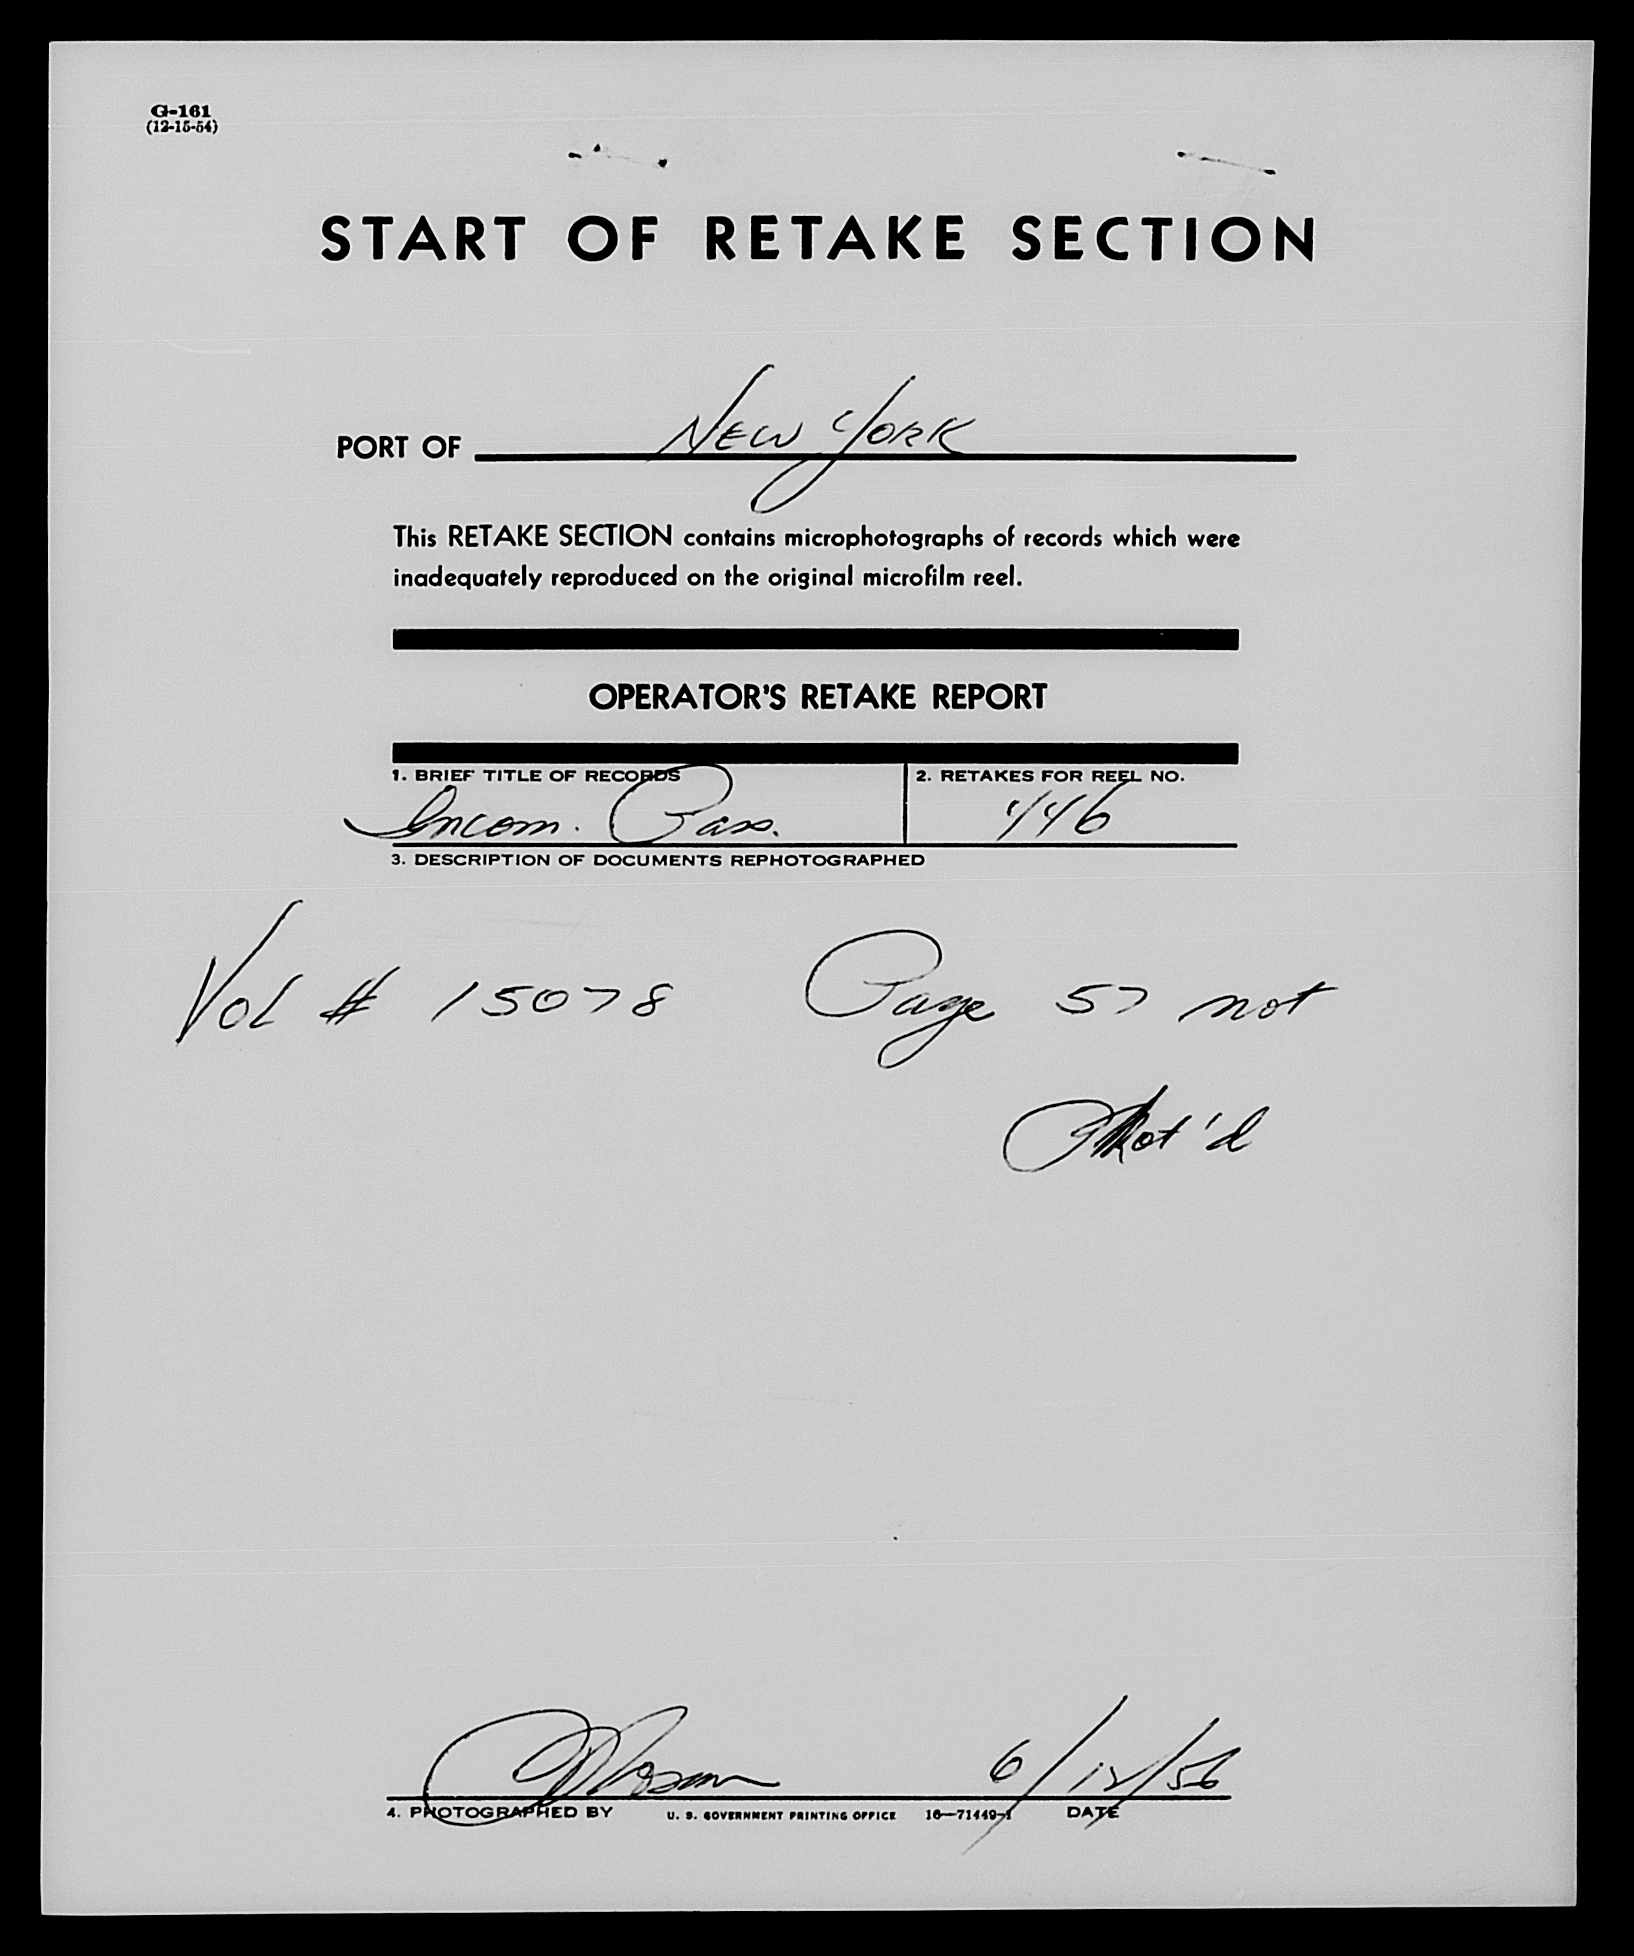 G-161
(12-15-54)
START OF RETAKE SECTION
PORT OF New York
This RETAKE SECTION contains microphotographs of records which were
inadequately reproduced on the original microfilm reel.
OPERATOR'S RETAKE REPORT
1. BRIEF TITLE OF RECORDS
Incom. Pass.
2. RETAKES FOR REEL NO.
446
3. DESCRIPTION OF DOCUMENTS REPHOTOGRAPHED
Vol # 15078 Page 57 not
Phot'd
6/12/56
4. PHOTOGRAPHED BY U. S. GOVERNMENT PRINTING OFFICE 16—71449-1 DATE